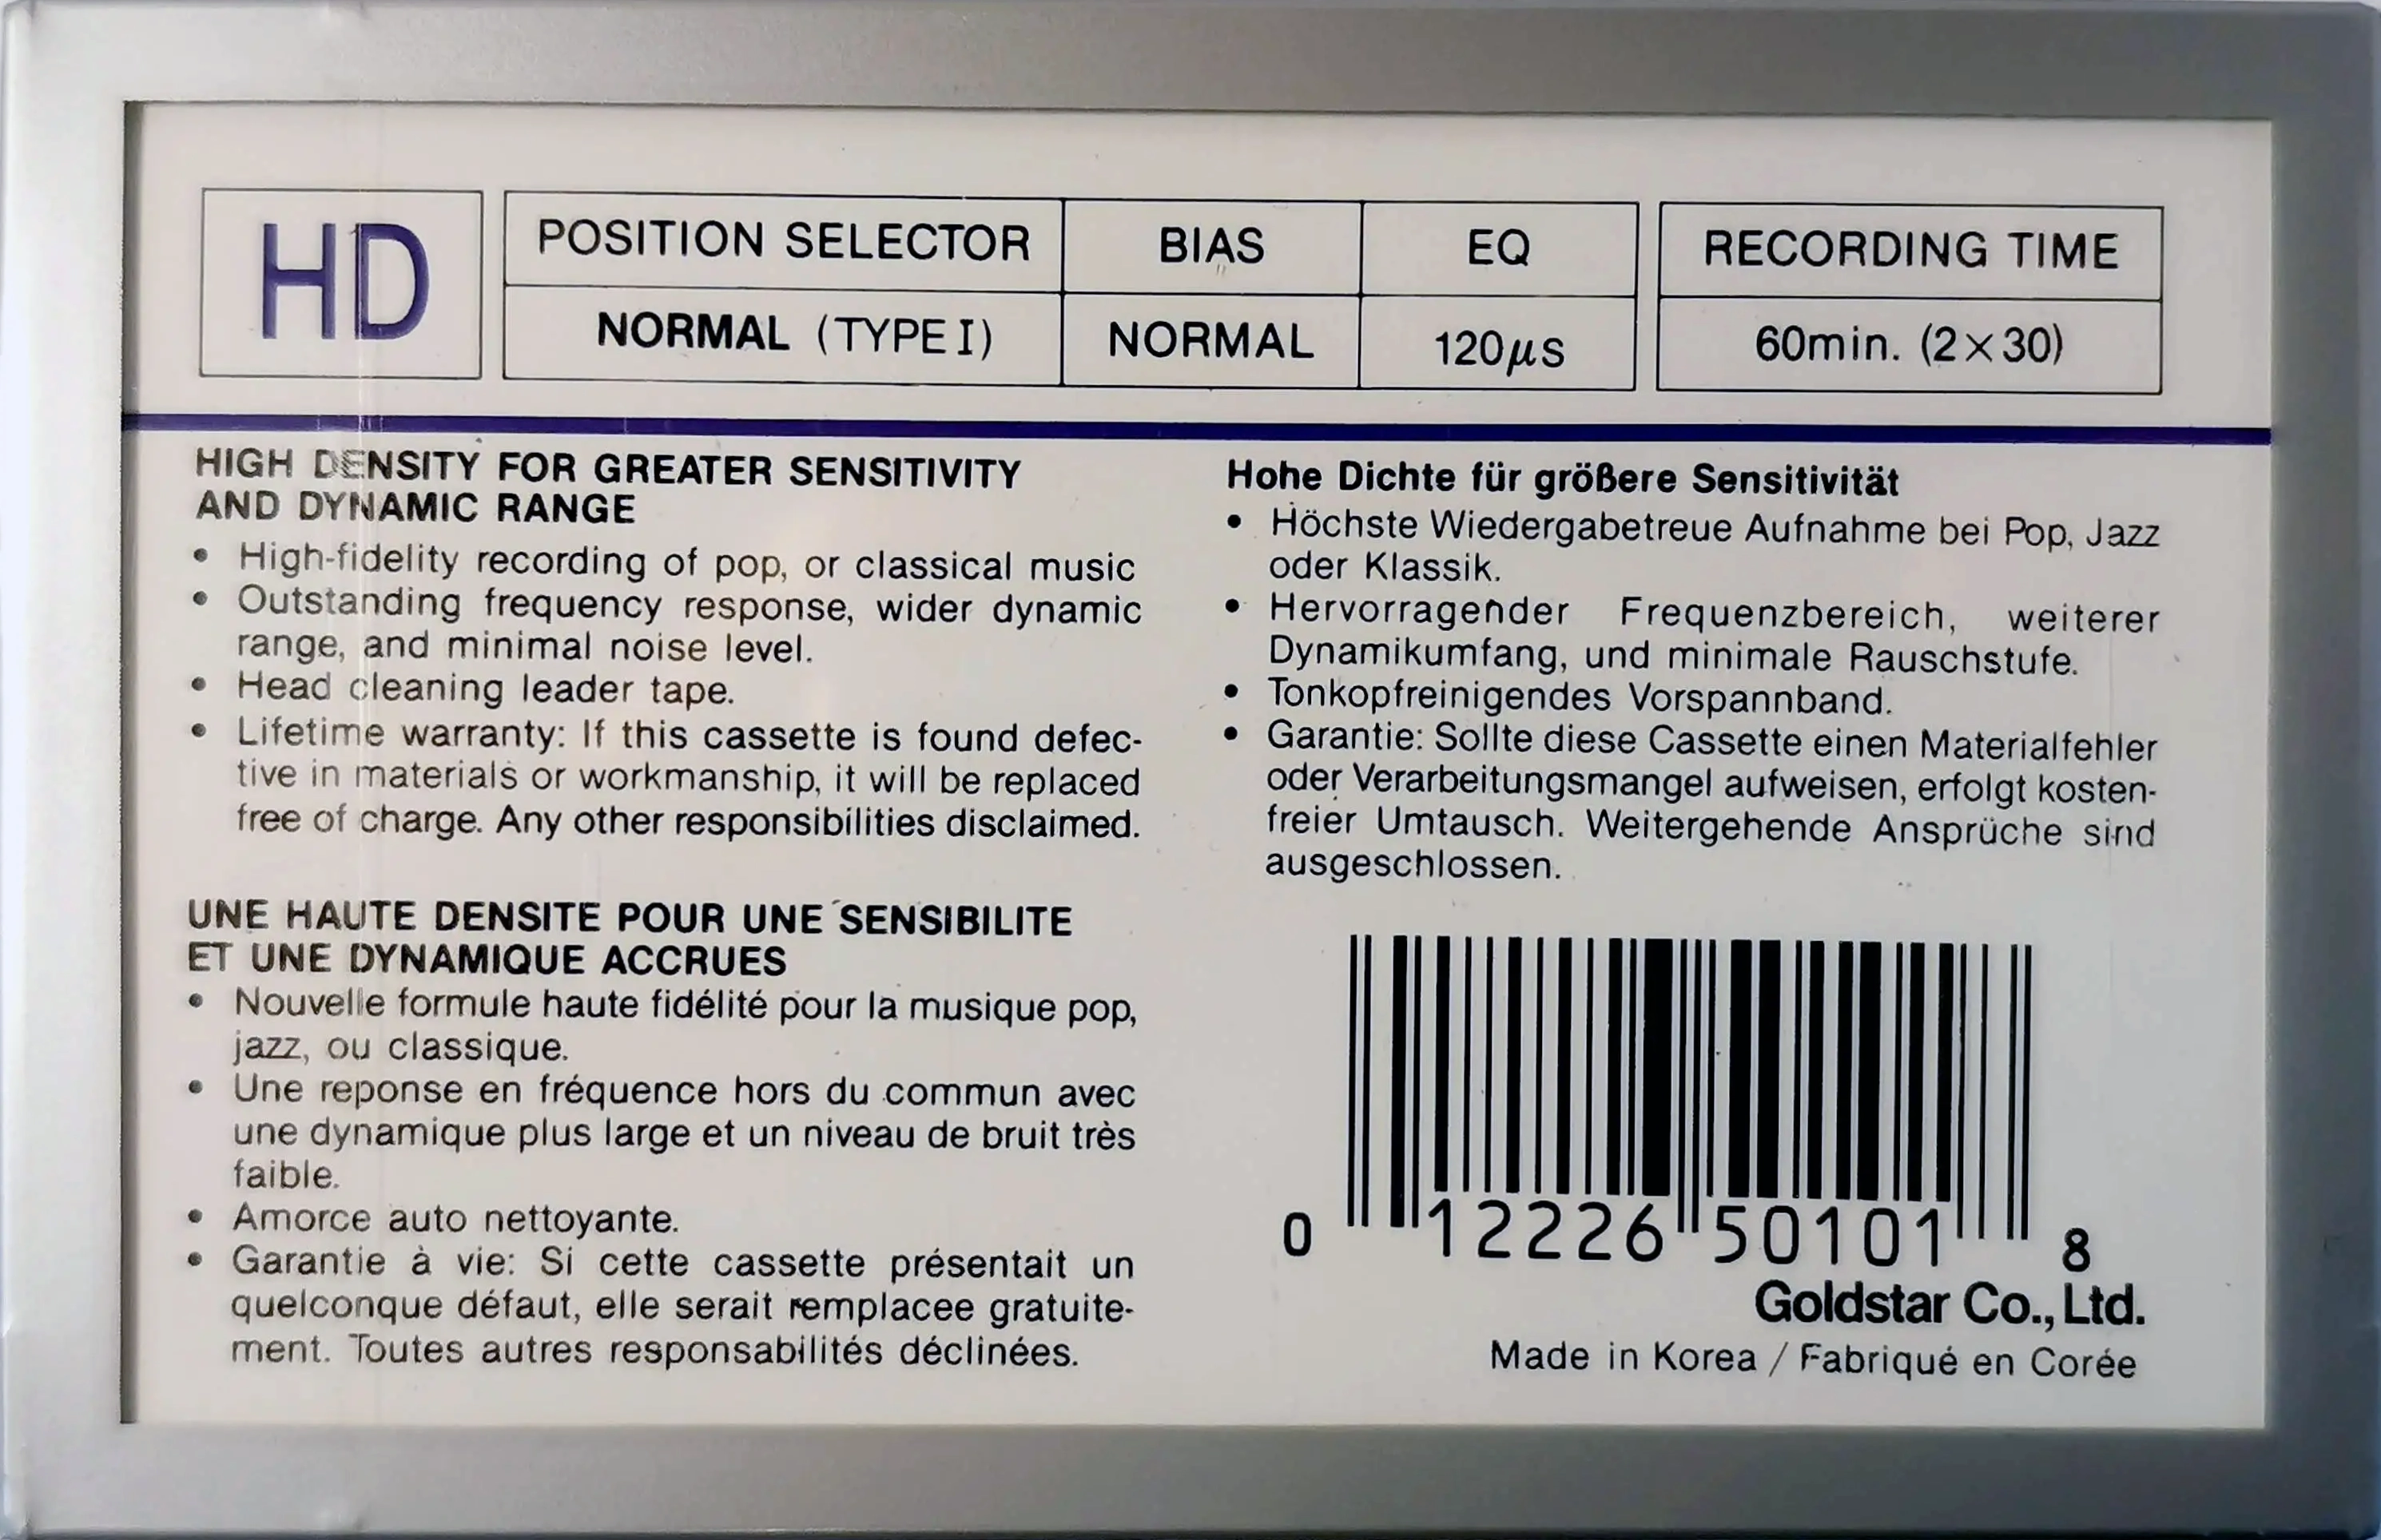 HD
POSITION SELECTOR BIAS EQ RECORDING TIME
NORMAL (TYPE I) NORMAL 120μs 60min. (2×30)
HIGH DENSITY FOR GREATER SENSITIVITY
AND DYNAMIC RANGE
• High-fidelity recording of pop, or classical music
• Outstanding frequency response, wider dynamic
range, and minimal noise level.
• Head cleaning leader tape.
• Lifetime warranty: If this cassette is found defec-
tive in materials or workmanship, it will be replaced
free of charge. Any other responsibilities disclaimed.
UNE HAUTE DENSITE POUR UNE SENSIBILITE
ET UNE DYNAMIQUE ACCRUES
• Nouvelle formule haute fidélité pour la musique pop,
jazz, ou classique.
• Une reponse en fréquence hors du commun avec
une dynamique plus large et un niveau de bruit très
faible.
• Amorce auto nettoyante.
• Garantie à vie: Si cette cassette présentait un
quelconque défaut, elle serait remplacee gratuite-
ment. Toutes autres responsabilités déclinées.
Hohe Dichte für größere Sensitivität
• Höchste Wiedergabetreue Aufnahme bei Pop, Jazz
oder Klassik.
• Hervorragender Frequenzbereich, weiterer
Dynamikumfang, und minimale Rauschstufe.
• Tonkopfreinigendes Vorspannband.
• Garantie: Sollte diese Cassette einen Materialfehler
oder Verarbeitungsmangel aufweisen, erfolgt kosten-
freier Umtausch. Weitergehende Ansprüche sind
ausgeschlossen.
0 12226 50101 8
Goldstar Co., Ltd.
Made in Korea / Fabriqué en Corée